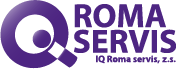 ROMA
SERVIS
IQ Roma servis, z.s.